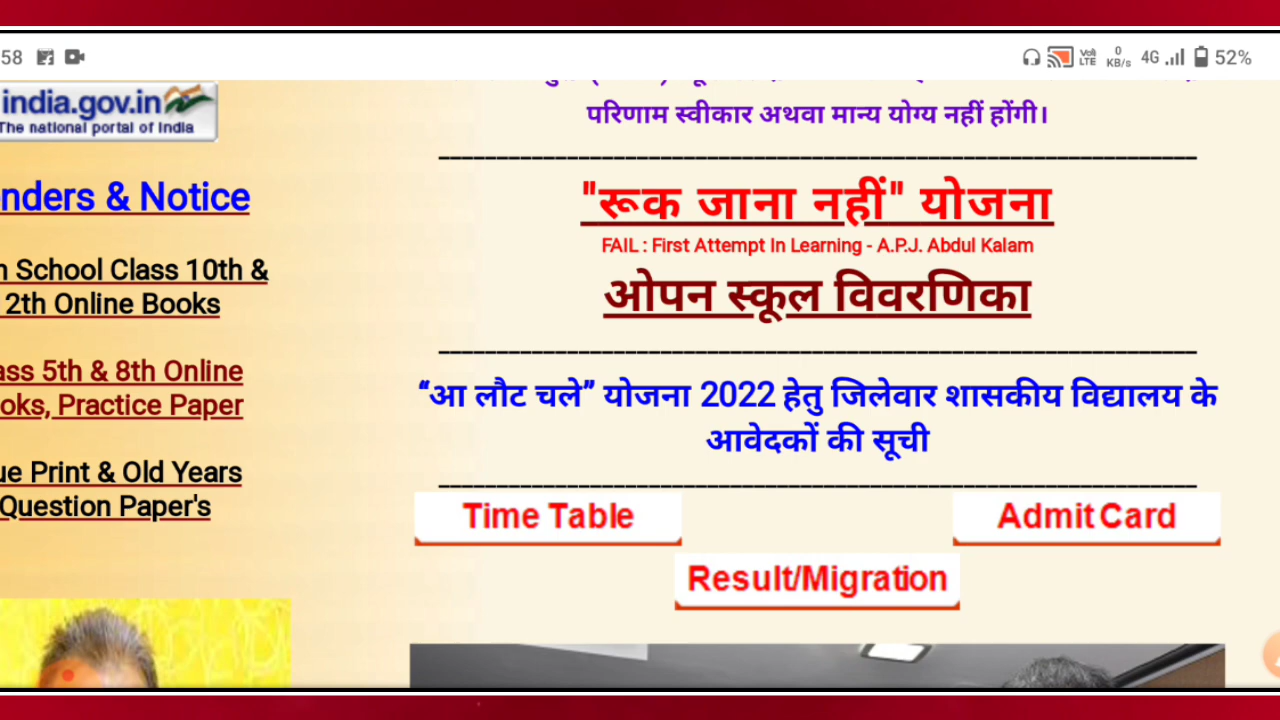 58
0
KB/s
4G
52%
india.gov.in
The national portal of India
परिणाम स्वीकार अथवा मान्य योग्य नहीं होंगी।
nders & Notice
"रूक जाना नहीं" योजना
FAIL : First Attempt In Learning - A.P.J. Abdul Kalam
n School Class 10th &
2th Online Books
ओपन स्कूल विवरणिका
ass 5th & 8th Online
oks, Practice Paper
“आ लौट चले” योजना 2022 हेतु जिलेवार शासकीय विद्यालय के
आवेदकों की सूची
ue Print & Old Years
Question Paper's
Time Table
Admit Card
Result/Migration